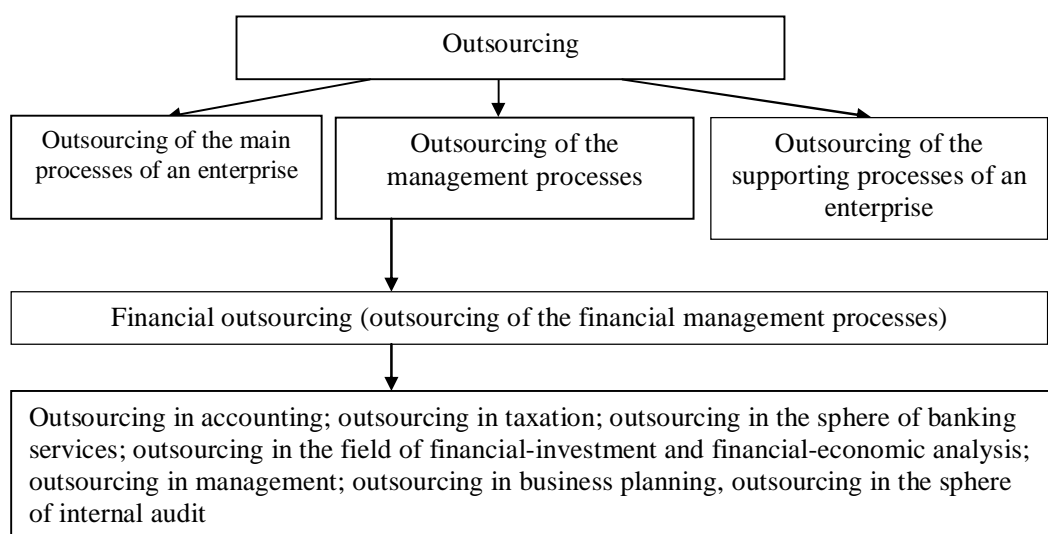 Outsourcing
Outsourcing of the main
processes of an enterprise
Outsourcing of the
management processes
Outsourcing of the
supporting processes of an
enterprise
Financial outsourcing (outsourcing of the financial management processes)
Outsourcing in accounting; outsourcing in taxation; outsourcing in the sphere of banking
services; outsourcing in the field of financial-investment and financial-economic analysis;
outsourcing in management; outsourcing in business planning, outsourcing in the sphere
of internal audit